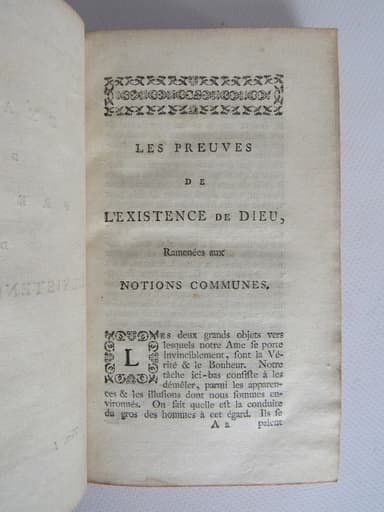 LES PREUVES
DE
L'EXISTENCE DE DIEU,
Ramenées aux
NOTIONS COMMUNES.
LES deux grands objets vers
lesquels notre Ame se porte
invinciblement, sont la Vé-
rité & le Bonheur. Notre
tâche ici-bas consiste à les
démêler, parmi les apparen-
ces & les illusions dont nous sommes en-
vironnés. On sait quelle est la conduite
du gros des hommes à cet égard. Ils se
A 2